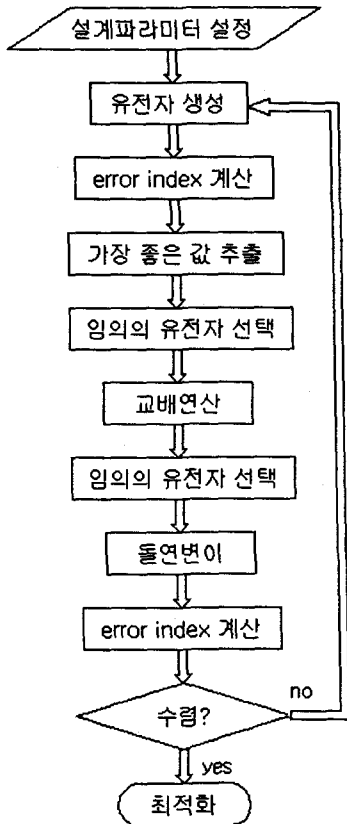 설계파라미터 설정
유전자 생성
error index 계산
가장 좋은 값 추출
임의의 유전자 선택
교배연산
임의의 유전자 선택
돌연변이
error index 계산
수렴?
no
yes
최적화